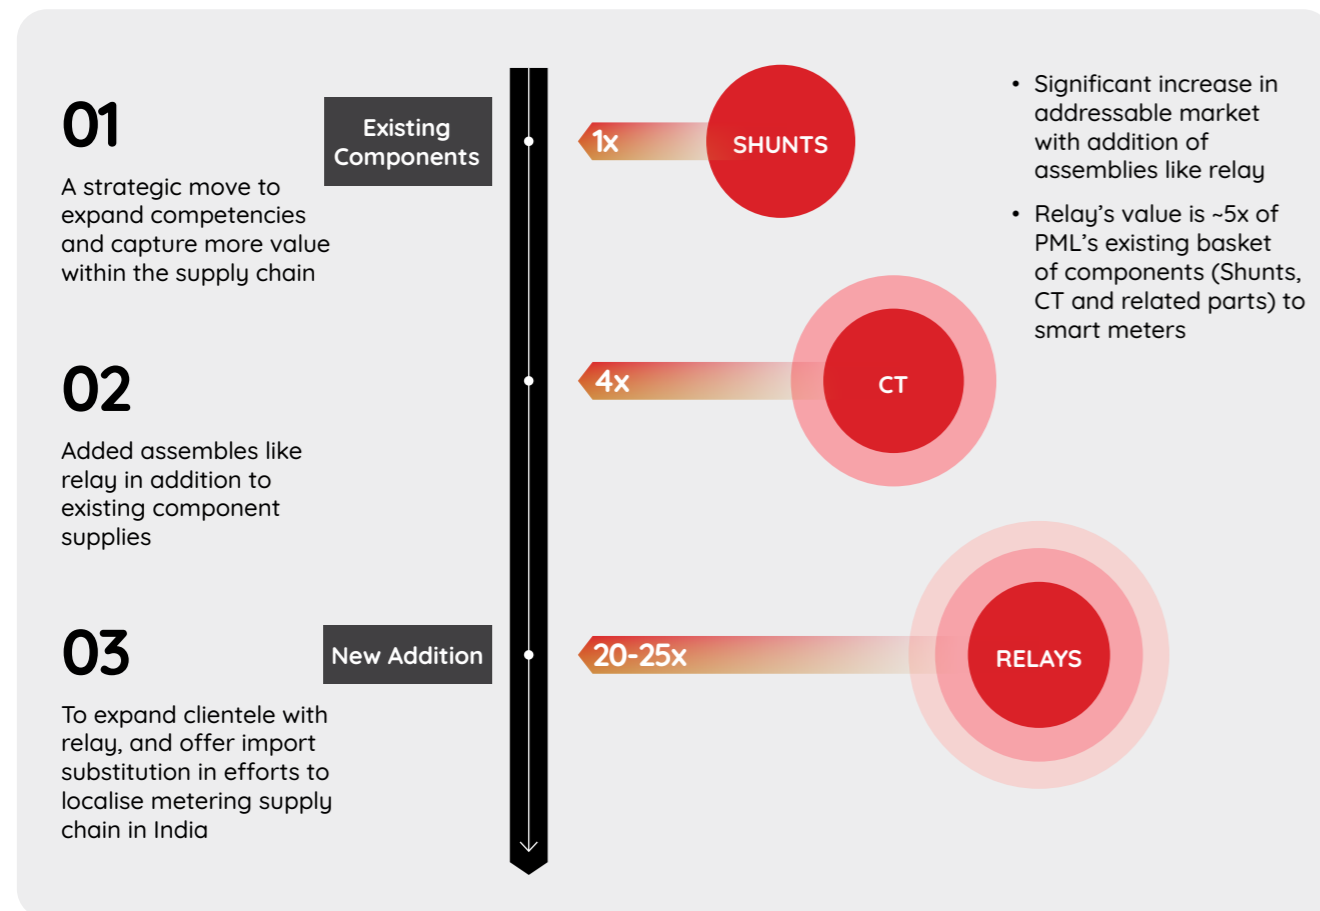 01
A strategic move to
expand competencies
and capture more value
within the supply chain
Existing
Components
1x
SHUNTS
• Significant increase in
addressable market
with addition of
assemblies like relay
• Relay's value is ~5x of
PML's existing basket
of components (Shunts,
CT and related parts) to
smart meters
02
Added assembles like
relay in addition to
existing component
supplies
4x
CT
03
To expand clientele with
relay, and offer import
substitution in efforts to
localise metering supply
chain in India
New Addition
20-25x
RELAYS